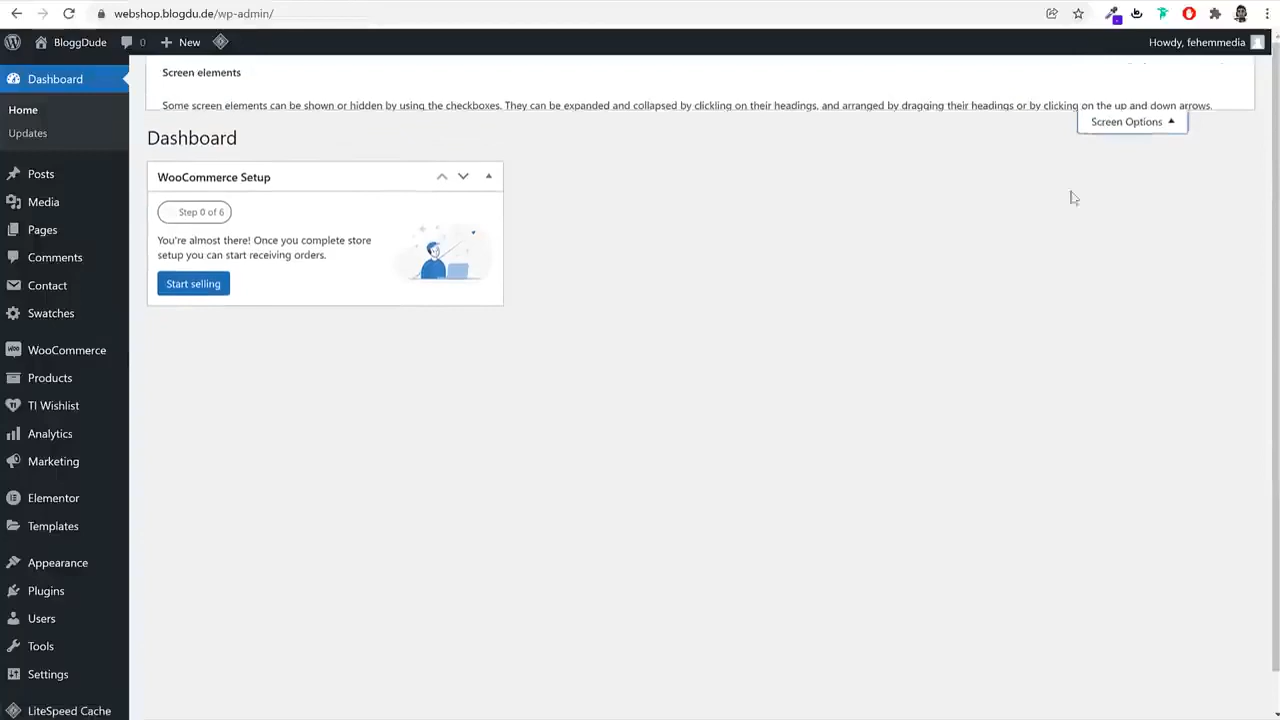 webshop.blogdu.de/wp-admin/
BloggDude
0
New
Howdy, fehemmedia
Dashboard
Home
Updates
Posts
Media
Pages
Comments
Contact
Swatches
WooCommerce
Products
TI Wishlist
Analytics
Marketing
Elementor
Templates
Appearance
Plugins
Users
Tools
Settings
LiteSpeed Cache
Screen elements
Some screen elements can be shown or hidden by using the checkboxes. They can be expanded and collapsed by clickling on their headings, and arranged by dragging their headings or by clicking on the up and down arrows.
Screen Options
Dashboard
WooCommerce Setup
Step 0 of 6
You're almost there! Once you complete store
setup you can start receiving orders.
Start selling